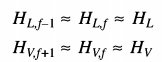 H_{L,f−1} ≈ H_{L,f} ≈ H_L
H_{V,f+1} ≈ H_{V,f} ≈ H_V